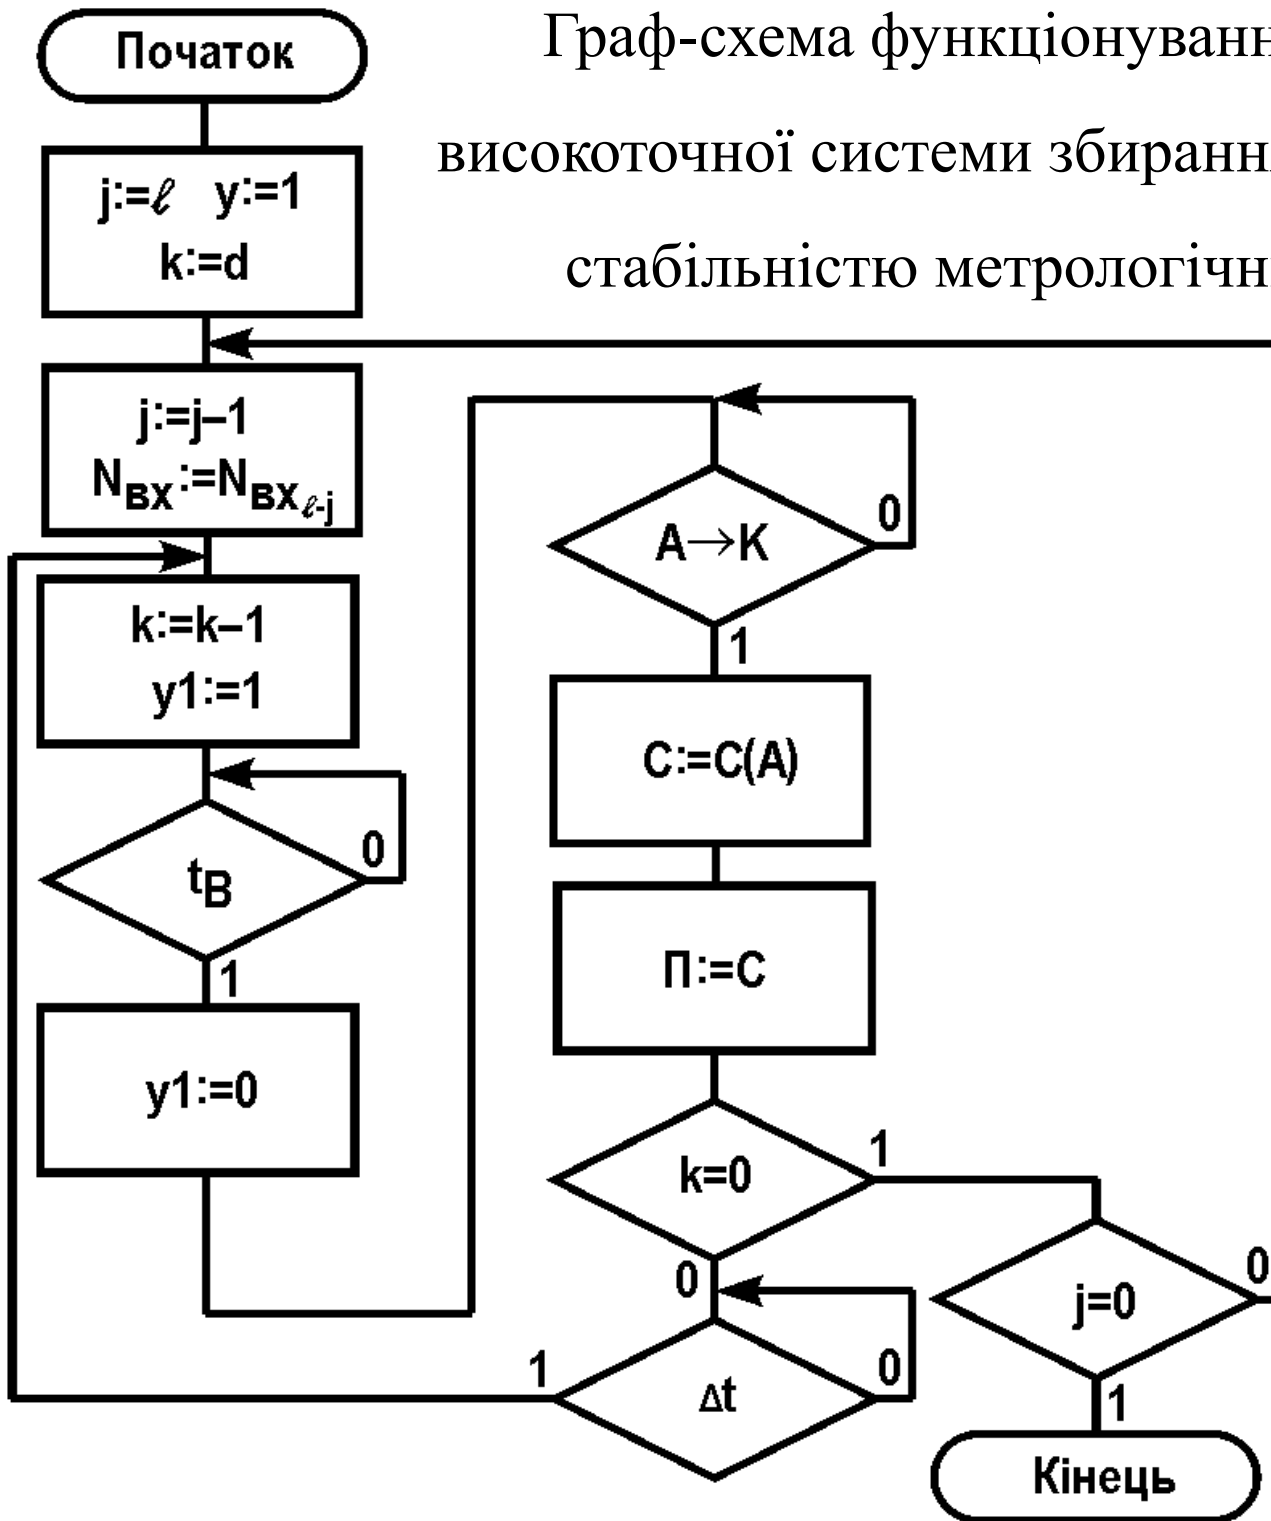 Граф-схема функціонуванн
високоточної системи збиранн
стабільністю метрологічн
Початок
j:=ℓ y:=1
k:=d
j:=j–1
NВХ:=NВХℓ-j
k:=k–1
y1:=1
tВ
0
1
y1:=0
A→K
0
1
C:=C(A)
П:=C
k=0
1
0
Δt
1
0
j=0
0
1
Кінець